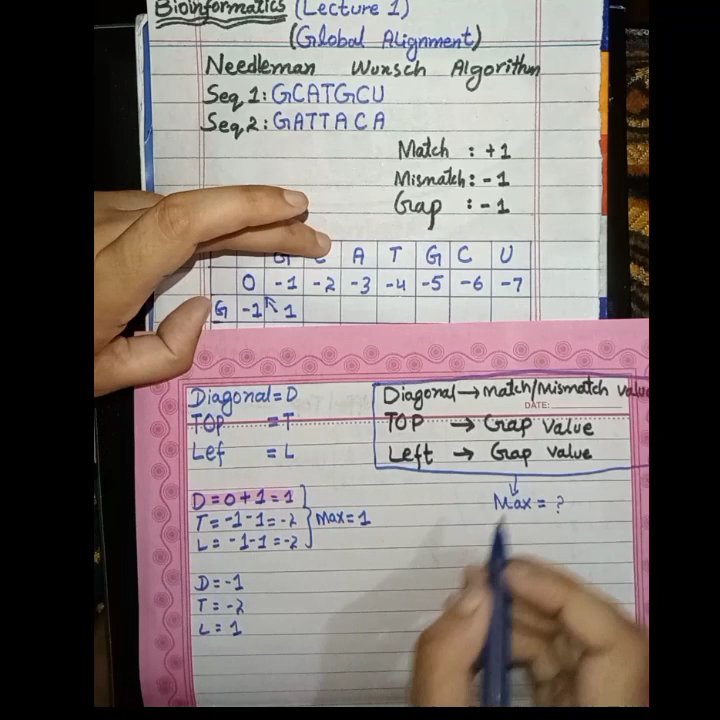 Bioinformatics (Lecture 1)
(Global Alignment)
Needleman Wunsch Algorithm
Seq 1: GCATGCU
Seq 2: GATTACA
Match : +1
Mismatch: -1
Gap : -1
G C A T G C U
0 -1 -2 -3 -4 -5 -6 -7
G -1 1
Diagonal = D
TOP = T
Lef = L
Diagonal → Match/Mismatch value
DATE:
TOP → Gap value
Left → Gap value
Max = ?
D = 0 + 1 = 1
T = -1 -1 = -2
L = -1 -1 = -2
Max = 1
D = -1
T = -2
L = 1